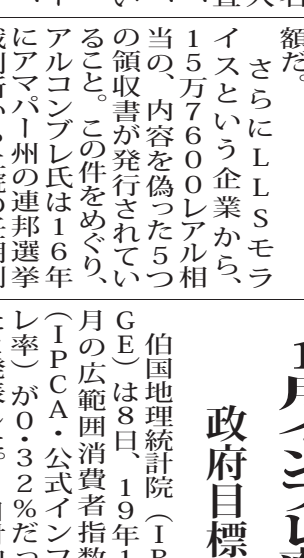 額だ。
さらにLLSモラ
イスという企業から、
15万7600レアル相
当の、内容を偽った5つ
の領収書が発行されてい
ること。この件をめぐり、
アルコンブレ氏は16年
にアマパー州の連邦選挙
政府目標
伯国地理統計院（IB
GE）は8日、19年1
月の広範囲消費者指数
（IPCA・公式インフ
レ率）が0・32％だっ